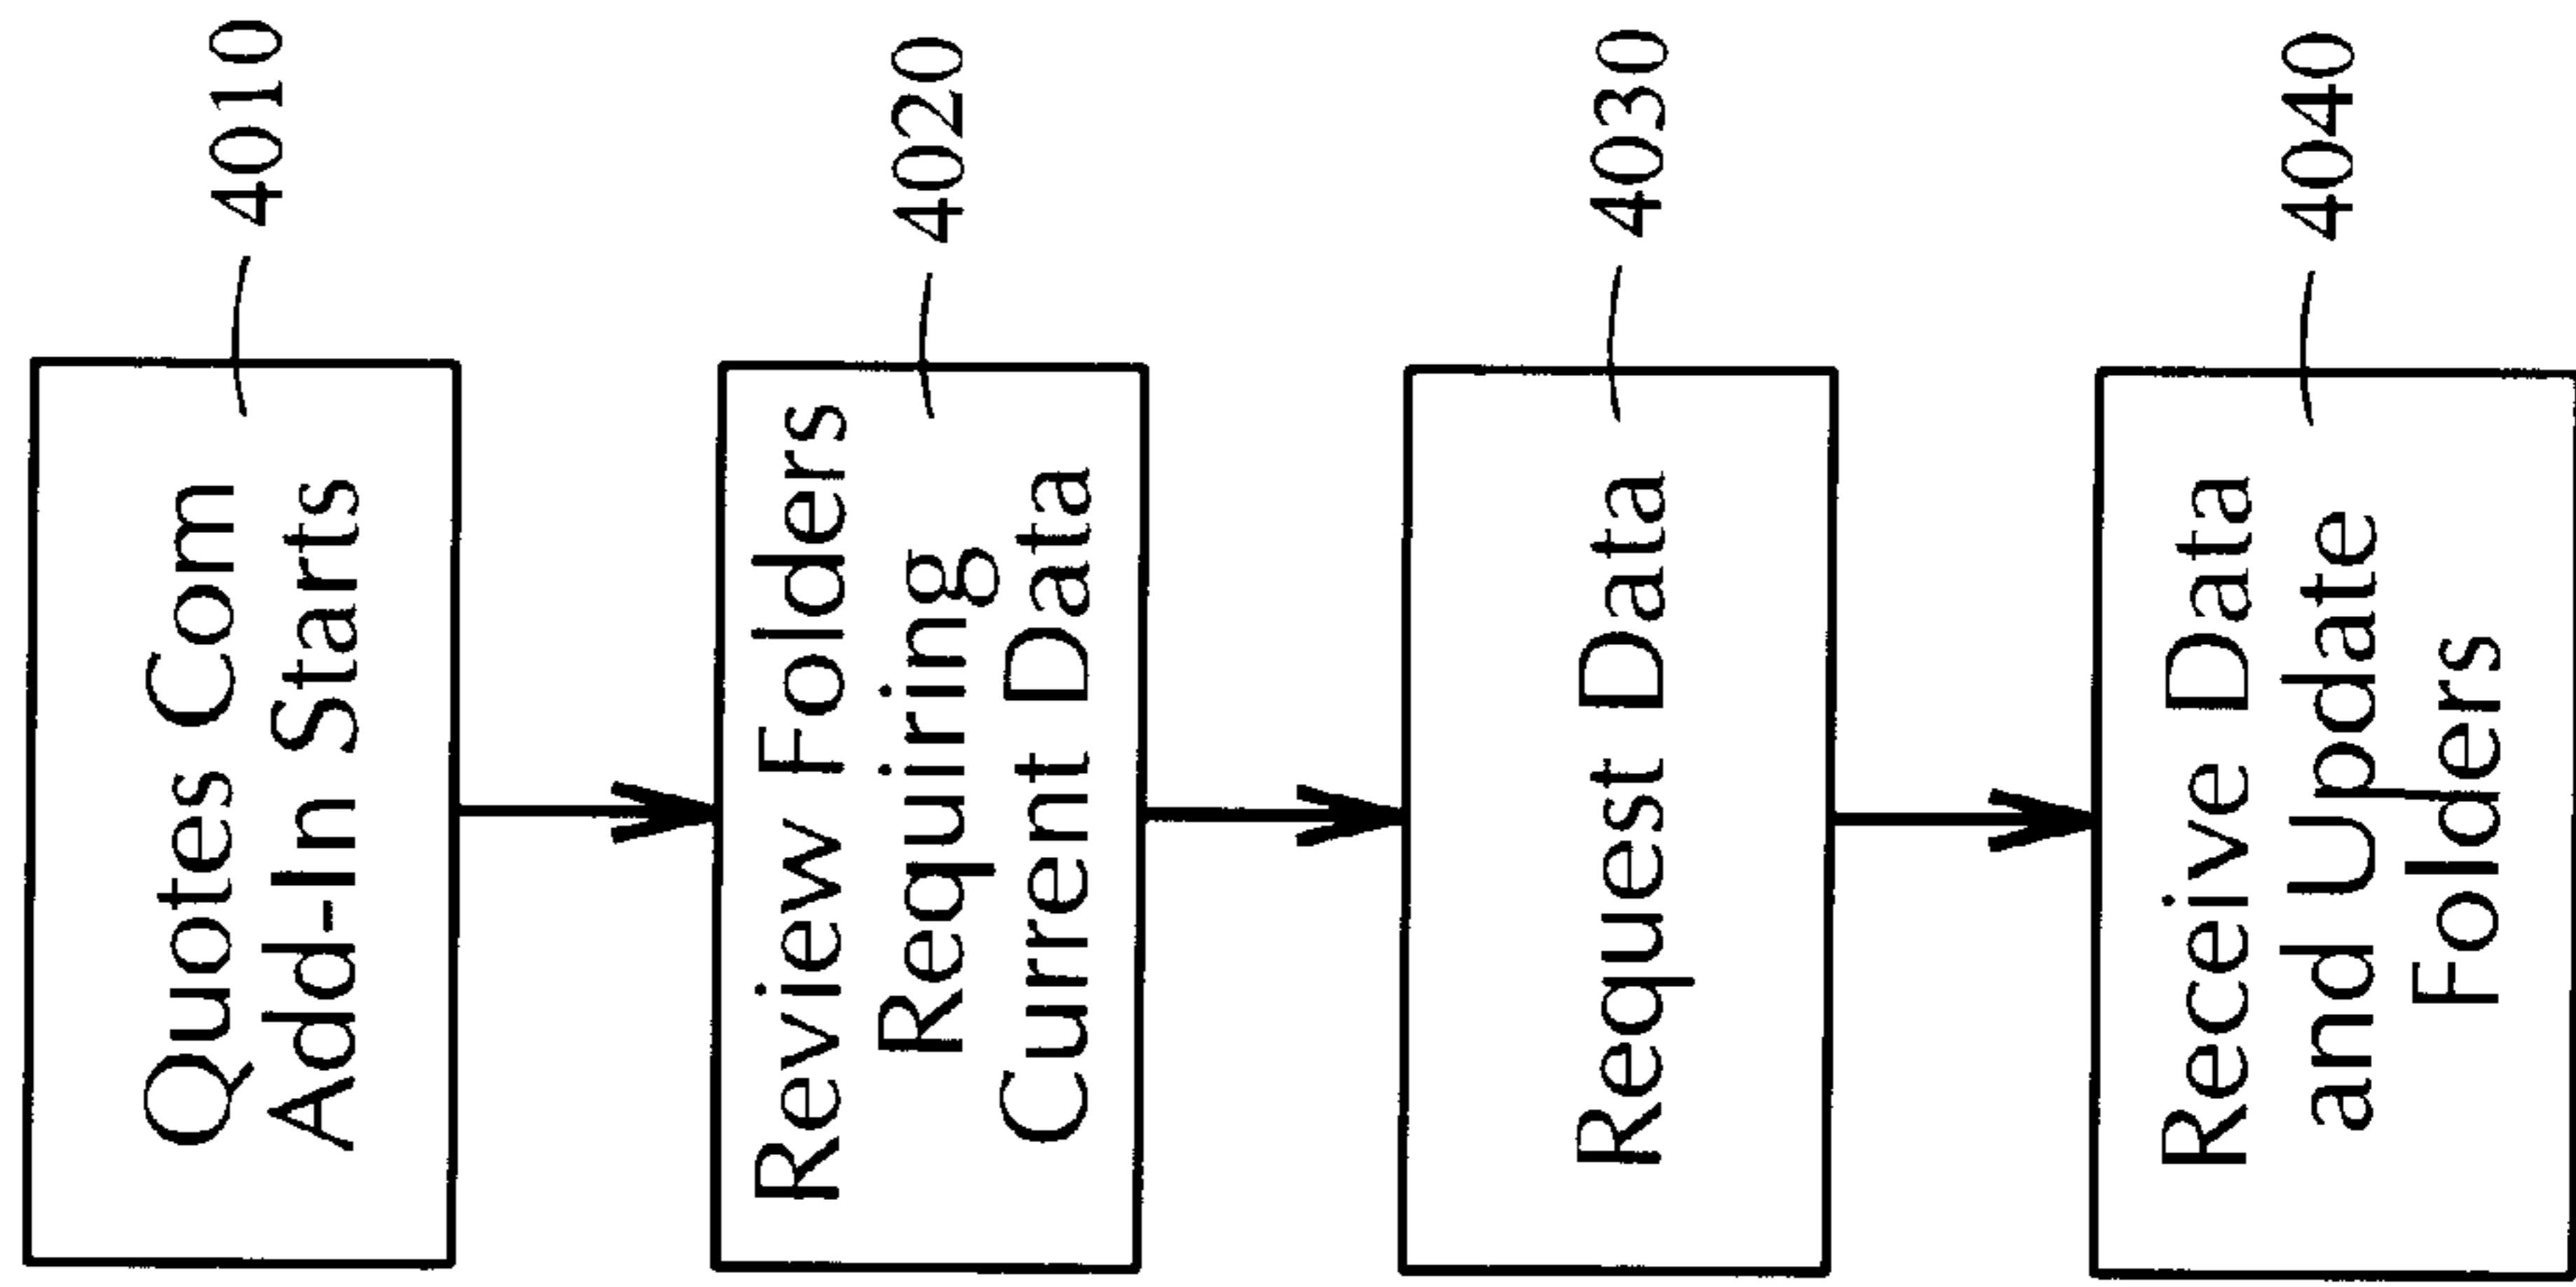 Quotes Com
Add-In Starts
4010
Review Folders
Requiring
Current Data
4020
Request Data
4030
Receive Data
and Update
Folders
4040